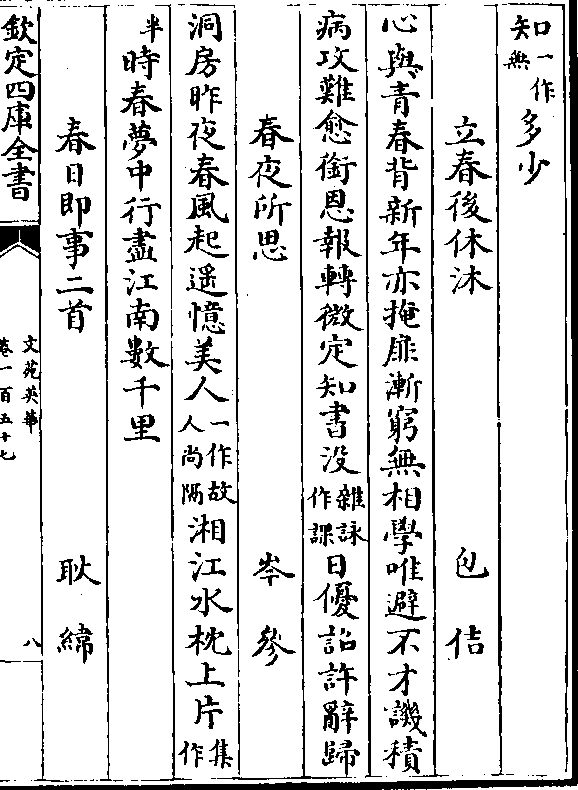 知一作無多少
立春後休沐　包佶
心與青春背新年亦掩扉漸窮無相學唯避不才譏積
病攻難愈銜恩報轉微定知書没雜詠作課日優詔許辭歸
春夜所思　岑參
洞房昨夜春風起遥憶美人一作故人尚隔湘江水枕上片集作
半時春夢中行盡江南數千里
春日即事二首　耿緯
欽定四庫全書
文苑英華
卷一百五十七
八